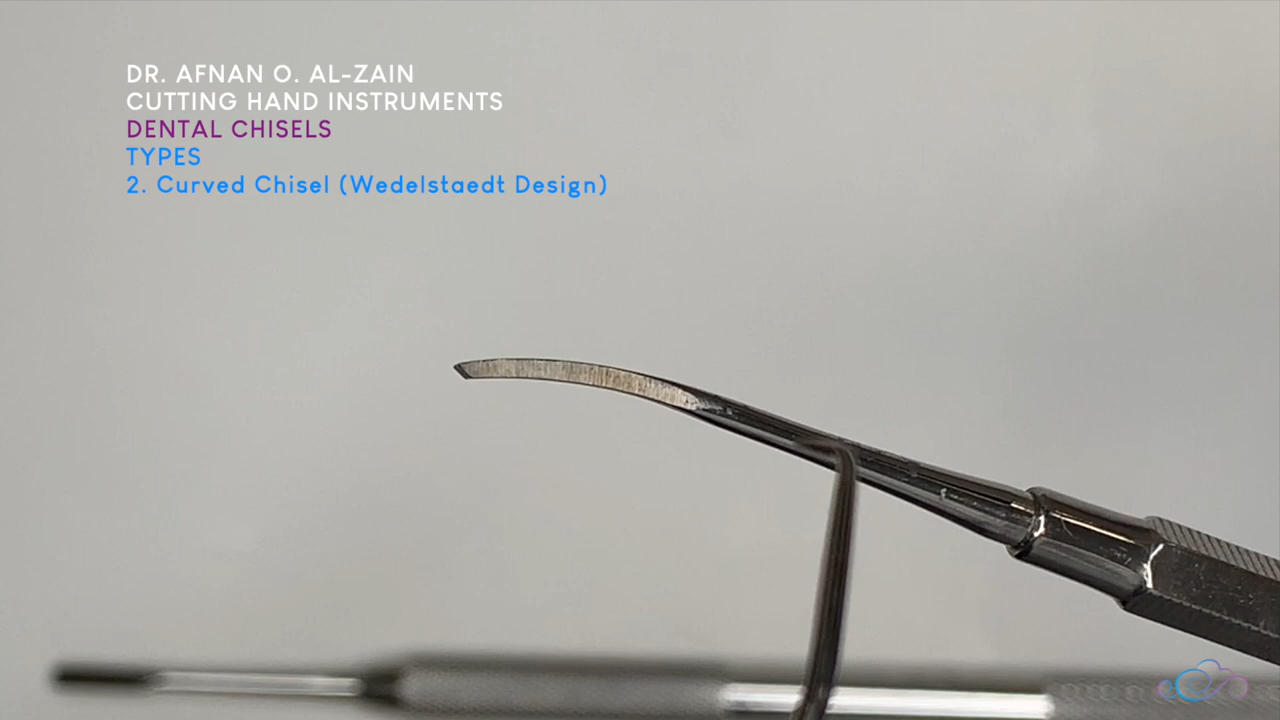 DR. AFNAN O. AL-ZAIN
CUTTING HAND INSTRUMENTS
DENTAL CHISELS
TYPES
2. Curved Chisel (Wedelstaedt Design)